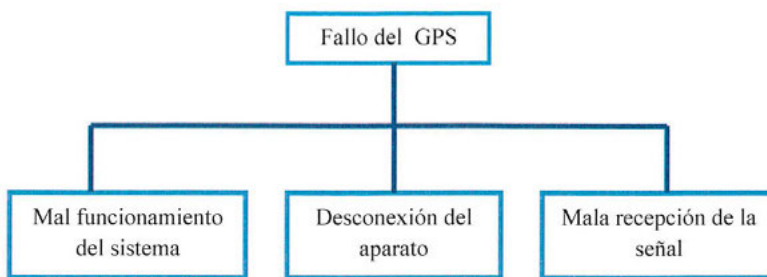 Fallo del GPS
Mal funcionamiento
del sistema
Desconexión del
aparato
Mala recepción de la
señal